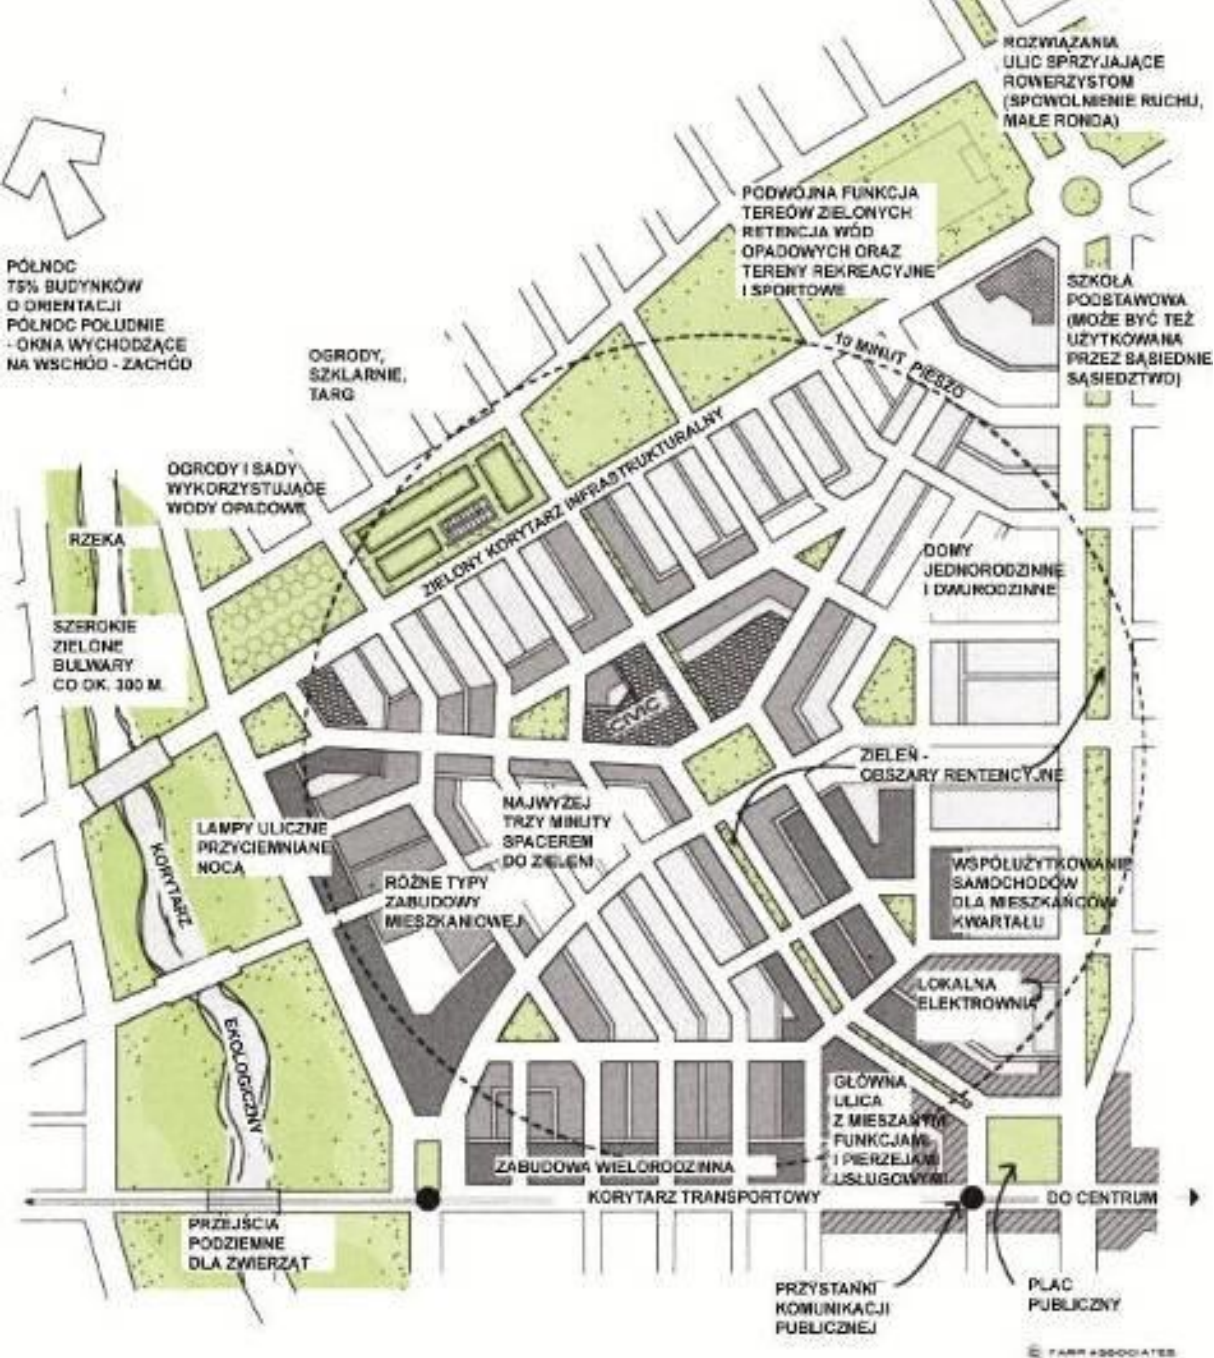 ROZWIĄZANIA
ULIC SPRZYJAJĄCE
ROWERZYSTOM
(SPOWOLNIENIE RUCHU,
MAŁE RONDA)
PODWÓJNA FUNKCJA
TEREÓW ZIELONYCH
RETENCJA WÓD
OPADOWYCH ORAZ
TERENY REKREACYJNE
I SPORTOWE
PÓŁNOC
75% BUDYNKÓW
O ORIENTACJI
PÓŁNOC POŁUDNIE
- OKNA WYCHODZĄCE
NA WSCHÓD - ZACHÓD
SZKOŁA
PODSTAWOWA
(MOŻE BYĆ TEŻ
UŻYTKOWANA
PRZEZ SĄSIEDNIE
SĄSIEDZTWO)
10 MINUT PIESZO
OGRODY,
SZKLARNIE,
TARG
OGRODY I SADY
WYKORZYSTUJĄCE
WODY OPADOWE
ZIELONY KORYTARZ INFRASTRUKTURALNY
RZEKA
DOMY
JEDNORODZINNE
I DWURODZINNE
SZEROKIE
ZIELONE
BULWARY
CO OK. 300 M.
CIVIC
ZIELEŃ -
OBSZARY RENTENCYJNE
NAJWYŻEJ
TRZY MINUTY
SPACEREM
DO ZIELENI
LAMPY ULICZNE
PRZYCIEMNIANE
NOCĄ
KORYTARZ
EKOLOGICZNY
RÓŻNE TYPY
ZABUDOWY
MIESZKANIOWEJ
WSPÓŁUŻYTKOWANIE
SAMOCHODÓW
DLA MIESZKAŃCÓW
KWARTAŁU
LOKALNA
ELEKTROWNIA
GŁÓWNA
ULICA
Z MIESZANYMI
FUNKCJAMI
I PIERZEJAMI
USŁUGOWYMI
ZABUDOWA WIELORODZINNA
KORYTARZ TRANSPORTOWY
DO CENTRUM
PRZEJŚCIA
PODZIEMNE
DLA ZWIERZĄT
PRZYSTANKI
KOMUNIKACJI
PUBLICZNEJ
PLAC
PUBLICZNY
© FARR ASSOCIATES